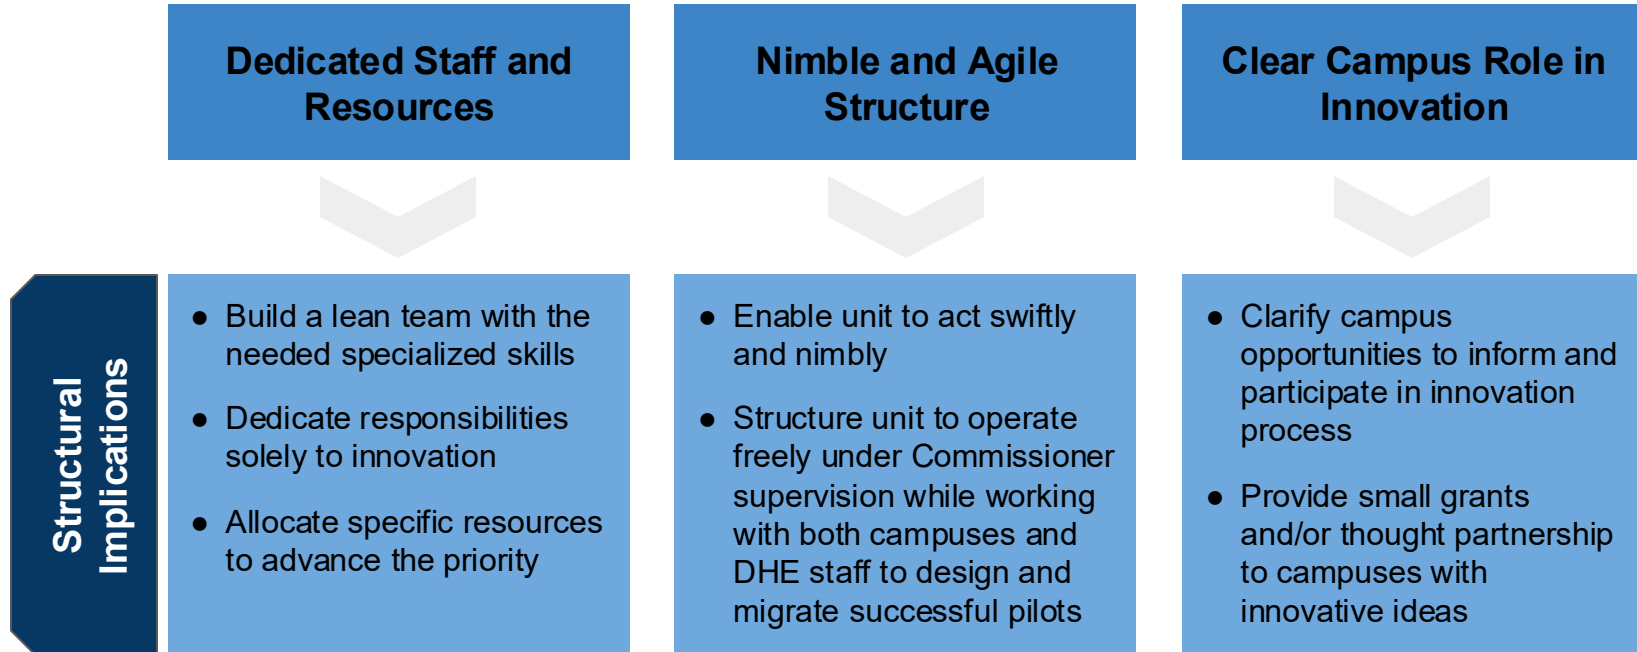 Dedicated Staff and
Resources
Nimble and Agile
Structure
Clear Campus Role in
Innovation
Structural
Implications
● Build a lean team with the
needed specialized skills
● Dedicate responsibilities
solely to innovation
● Allocate specific resources
to advance the priority
● Enable unit to act swiftly
and nimbly
● Structure unit to operate
freely under Commissioner
supervision while working
with both campuses and
DHE staff to design and
migrate successful pilots
● Clarify campus
opportunities to inform and
participate in innovation
process
● Provide small grants
and/or thought partnership
to campuses with
innovative ideas